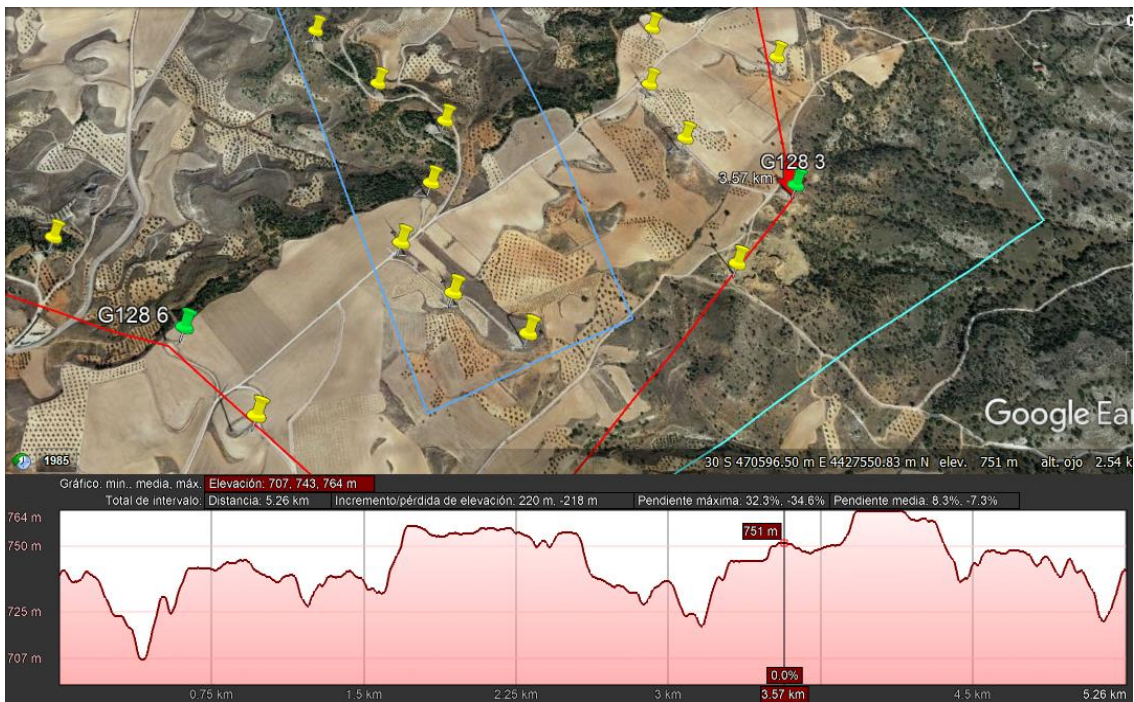 G
G128 3
3.57 km
G128 6
Google Ear
1985
30 S 470596.50 m E 4427550.83 m N elev. 751 m alt. ojo 2.54 k
Gráfico: min., media, máx. Elevación: 707, 743, 764 m
Total de intervalo: Distancia: 5.26 km Incremento/pérdida de elevación: 220 m, -218 m Pendiente máxima: 32.3%, -34.6% Pendiente media: 8.3%, -7.3%
764 m
751 m
750 m
725 m
707 m
0.0%
0.75 km 1.5 km 2.25 km 3 km 3.57 km 4.5 km 5.26 km